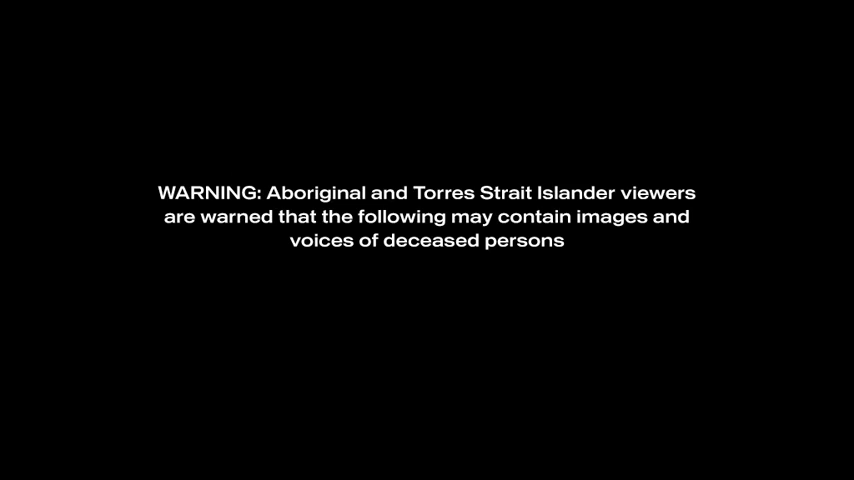 WARNING: Aboriginal and Torres Strait Islander viewers
are warned that the following may contain images and
voices of deceased persons